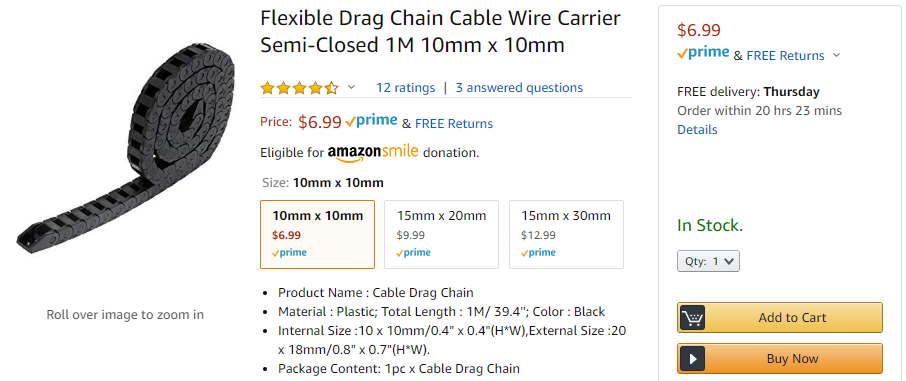 Flexible Drag Chain Cable Wire Carrier
Semi-Closed 1M 10mm x 10mm
12 ratings | 3 answered questions
Price: $6.99 prime & FREE Returns
Eligible for amazonsmile donation.
Size: 10mm x 10mm
10mm x 10mm
$6.99
prime
15mm x 20mm
$9.99
prime
15mm x 30mm
$12.99
prime
• Product Name : Cable Drag Chain
• Material : Plastic; Total Length : 1M/ 39.4"; Color : Black
• Internal Size :10 x 10mm/0.4" x 0.4"(H*W),External Size :20
x 18mm/0.8" x 0.7"(H*W).
• Package Content: 1pc x Cable Drag Chain
Roll over image to zoom in
$6.99
prime & FREE Returns
FREE delivery: Thursday
Order within 20 hrs 23 mins
Details
In Stock.
Qty: 1
Add to Cart
Buy Now